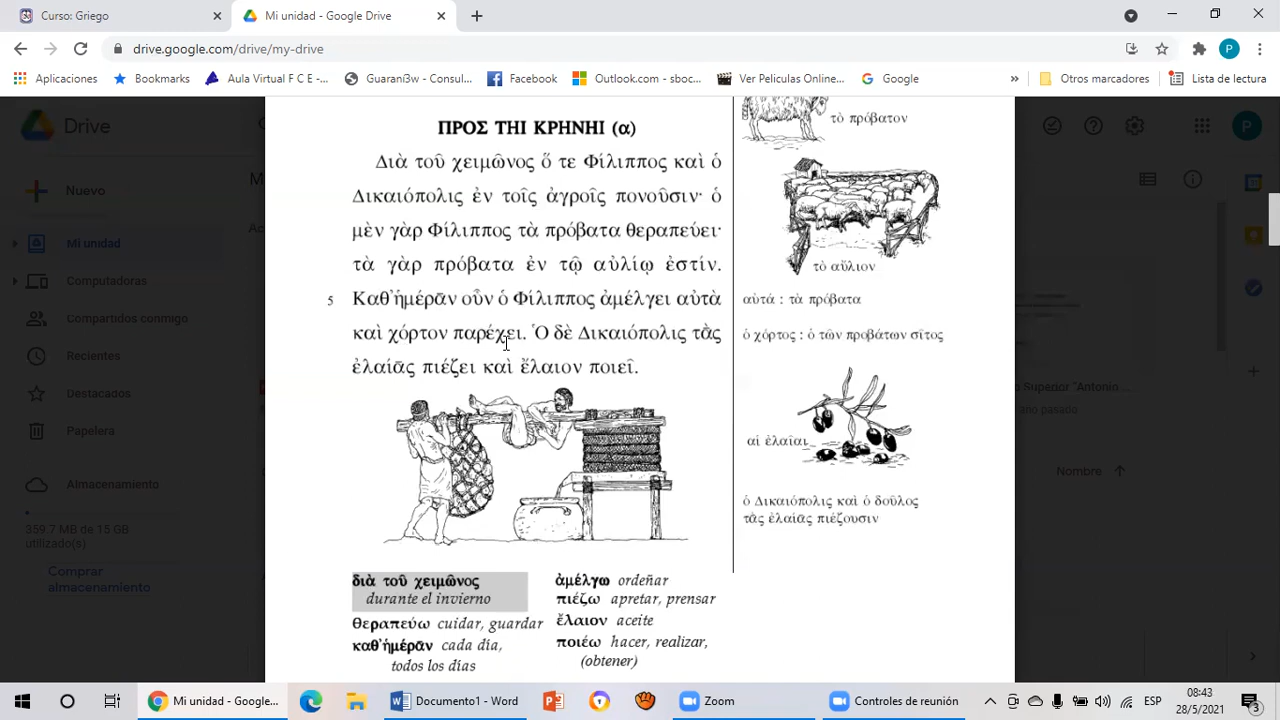 Curso: Griego
Mi unidad - Google Drive
drive.google.com/drive/my-drive
Aplicaciones
Bookmarks
Aula Virtual F C E -...
Guaraní3w - Consul...
Facebook
Outlook.com - sboc...
Ver Peliculas Online...
Google
»
Otros marcadores
Lista de lectura
Drive
P
Nuevo
Mi unidad
Computadoras
Compartidos conmigo
Recientes
Destacados
Papelera
Almacenamiento
359.7 MB de 15 GB
utilizado(s)
Comprar
almacenamiento
ΠΡΟΣ ΤΗΙ ΚΡΗΝΗΙ (α)
Διὰ τοῦ χειμῶνος ὅ τε Φίλιππος καὶ ὁ
Δικαιόπολις ἐν τοῖς ἀγροῖς πονοῦσιν· ὁ
μὲν γὰρ Φίλιππος τὰ πρόβατα θεραπεύει·
τὰ γὰρ πρόβατα ἐν τῷ αὐλίῳ ἐστίν.
5 Καθ’ἡμέρᾱν οὖν ὁ Φίλιππος ἀμέλγει αὐτὰ
καὶ χόρτον παρέχει. Ὁ δὲ Δικαιόπολις τᾱ̀ς
ἐλαίᾱς πιέζει καὶ ἔλαιον ποιεῖ.
διὰ τοῦ χειμῶνος
durante el invierno
θεραπεύω cuidar, guardar
καθ’ἡμέρᾱν cada día,
todos los días
ἀμέλγω ordeñar
πιέζω apretar, prensar
ἔλαιον aceite
ποιέω hacer, realizar,
(obtener)
τὸ πρόβατον
τὸ αὔλιον
αὐτά : τὰ πρόβατα
ὁ χόρτος : ὁ τῶν προβάτων σῖτος
αἱ ἐλαῖαι
ὁ Δικαιόπολις καὶ ὁ δοῦλος
τᾱς ἐλαίᾱς πιέζουσιν
Superior "Antonio...
año pasado
Nombre
Mi unidad - Google...
Documento1 - Word
Zoom
Controles de reunión
ESP
08:43
28/5/2021
3